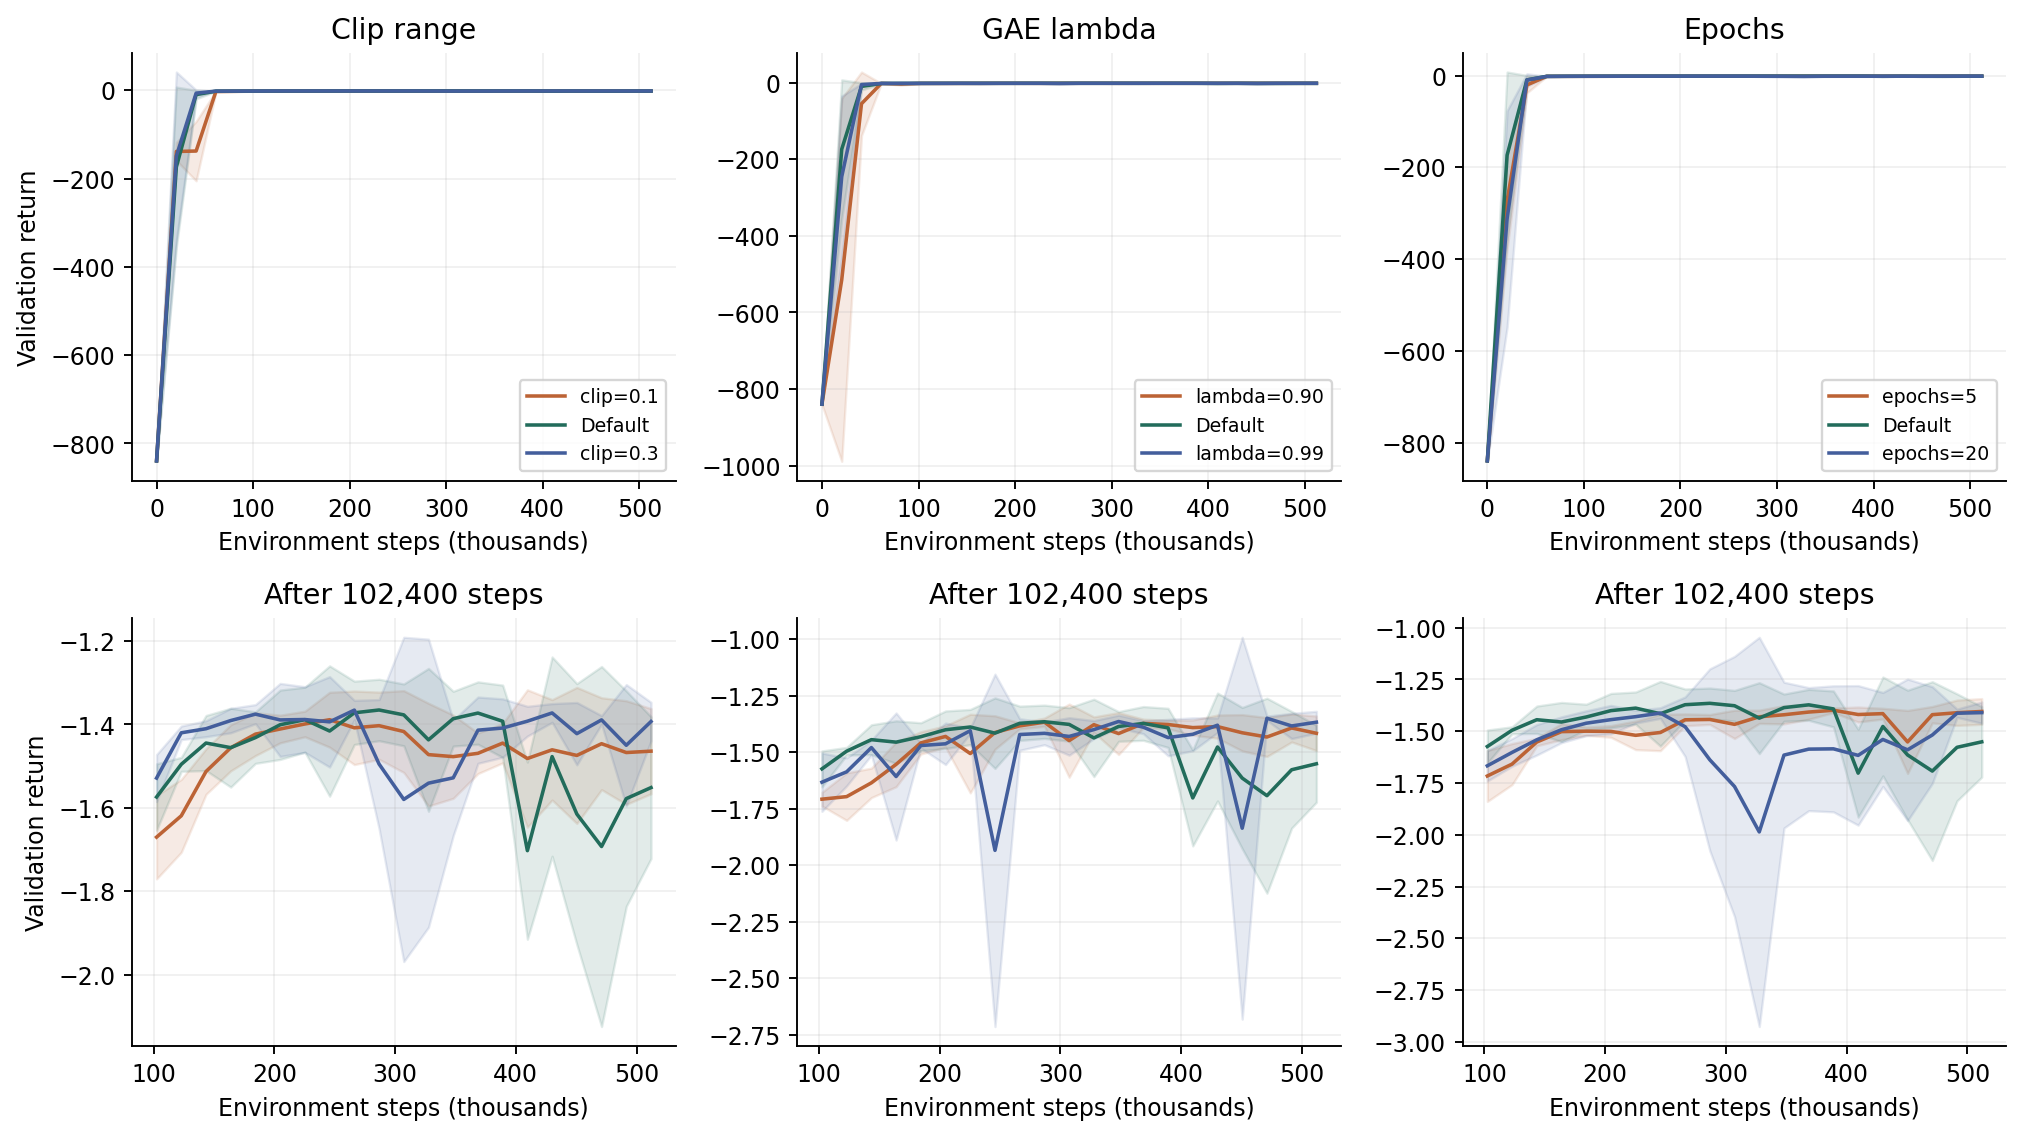 Clip range
Validation return
0
−200
−400
−600
−800
clip=0.1
Default
clip=0.3
0 100 200 300 400 500
Environment steps (thousands)
GAE lambda
0
−200
−400
−600
−800
−1000
lambda=0.90
Default
lambda=0.99
0 100 200 300 400 500
Environment steps (thousands)
Epochs
0
−200
−400
−600
−800
epochs=5
Default
epochs=20
0 100 200 300 400 500
Environment steps (thousands)
After 102,400 steps
Validation return
−1.2
−1.4
−1.6
−1.8
−2.0
100 200 300 400 500
Environment steps (thousands)
After 102,400 steps
−1.00
−1.25
−1.50
−1.75
−2.00
−2.25
−2.50
−2.75
100 200 300 400 500
Environment steps (thousands)
After 102,400 steps
−1.00
−1.25
−1.50
−1.75
−2.00
−2.25
−2.50
−2.75
−3.00
100 200 300 400 500
Environment steps (thousands)